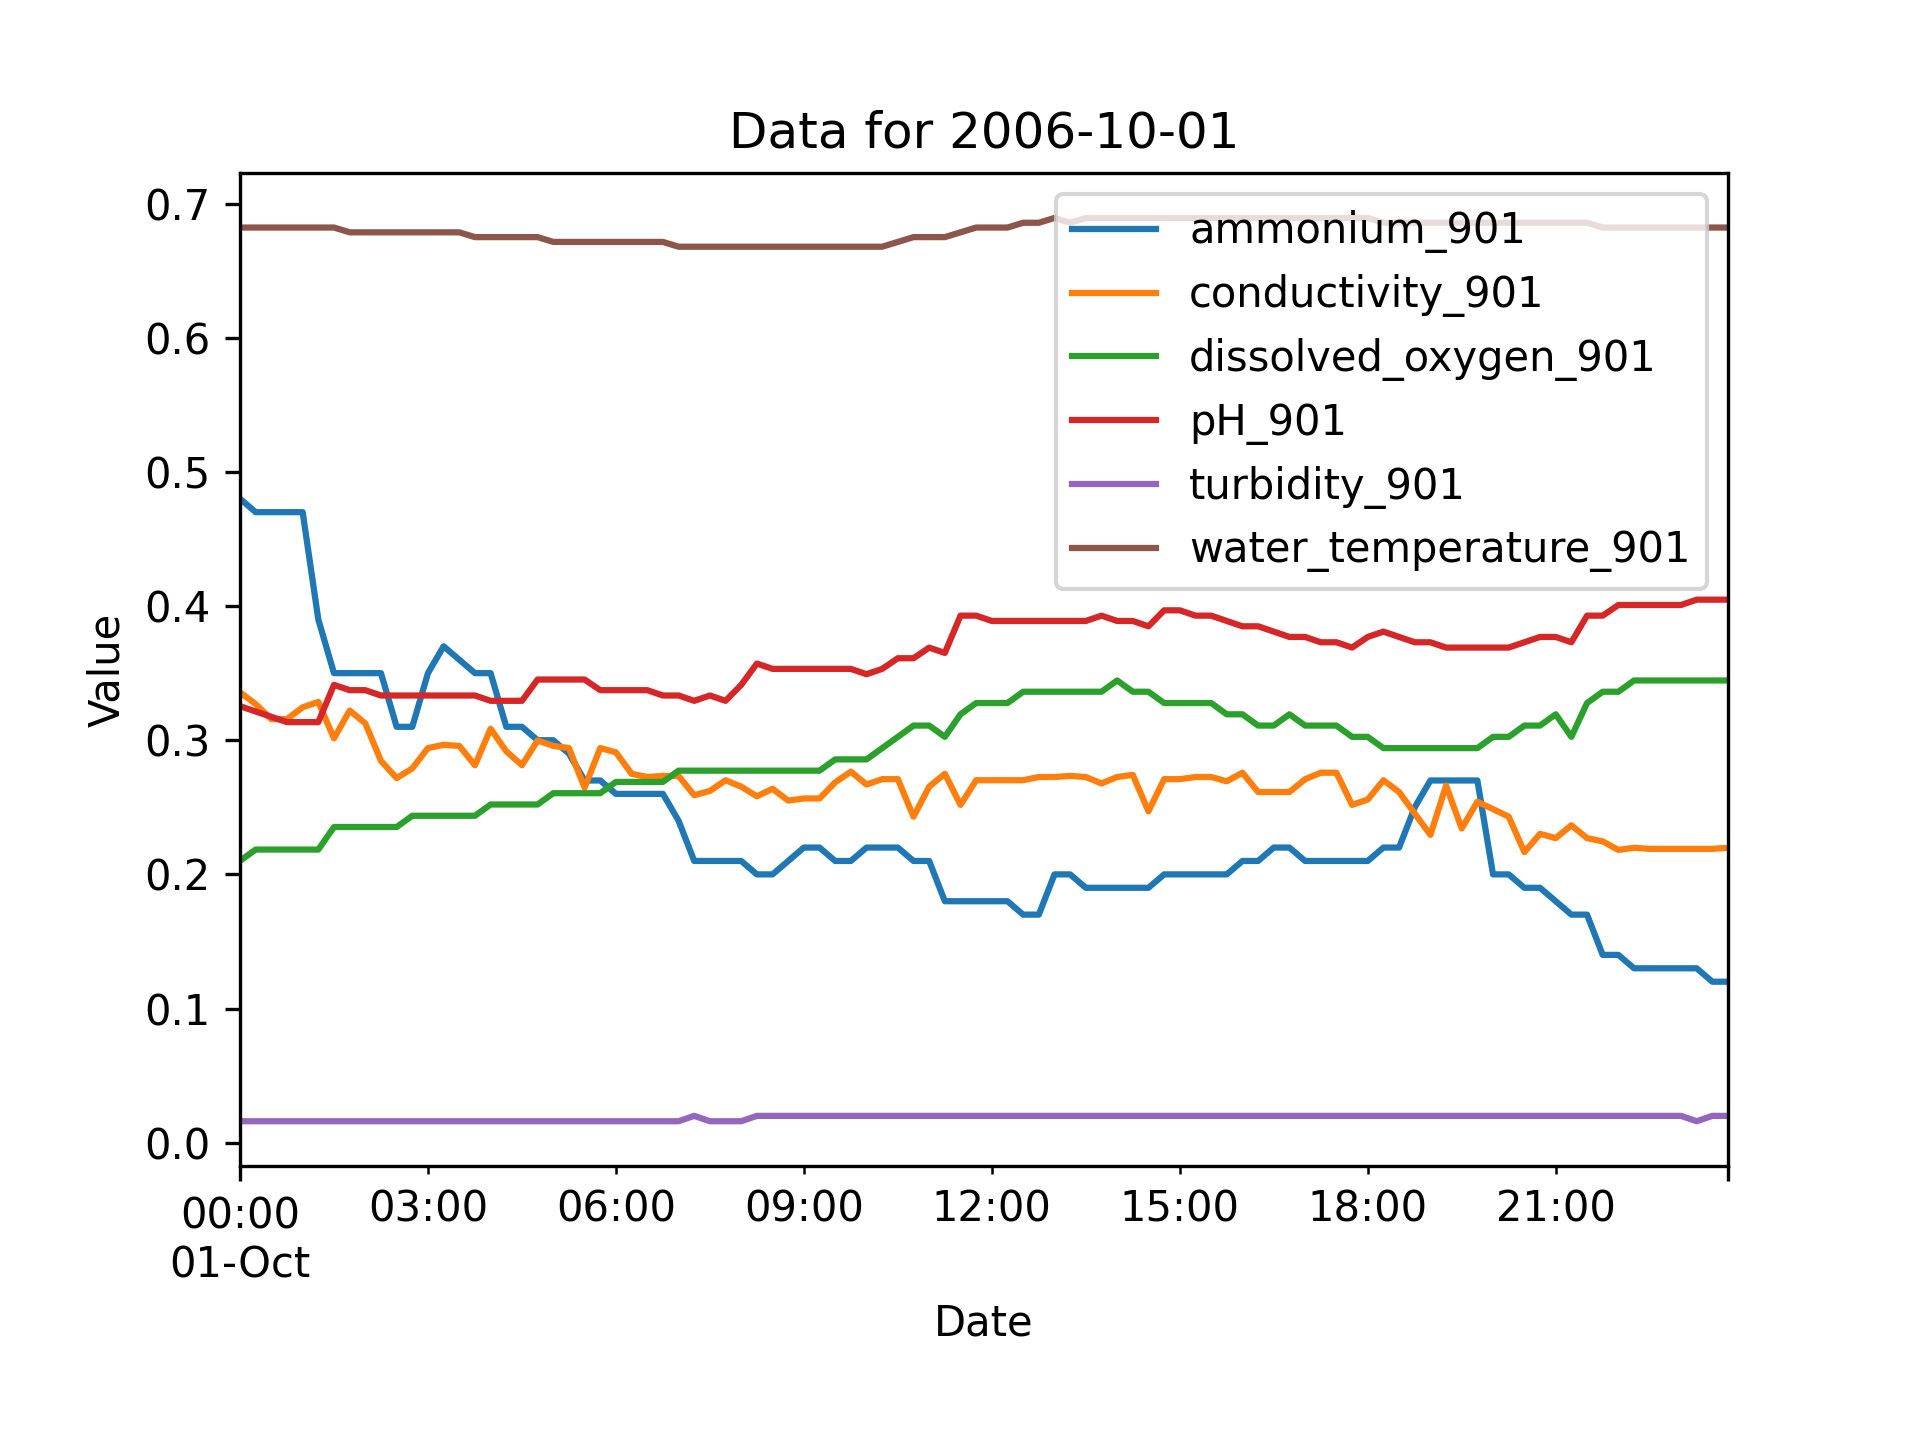 Data for 2006-10-01
0.7
0.6
0.5
0.4
0.3
0.2
0.1
0.0
Value
ammonium_901
conductivity_901
dissolved_oxygen_901
pH_901
turbidity_901
water_temperature_901
00:00 03:00 06:00 09:00 12:00 15:00 18:00 21:00
01-Oct
Date